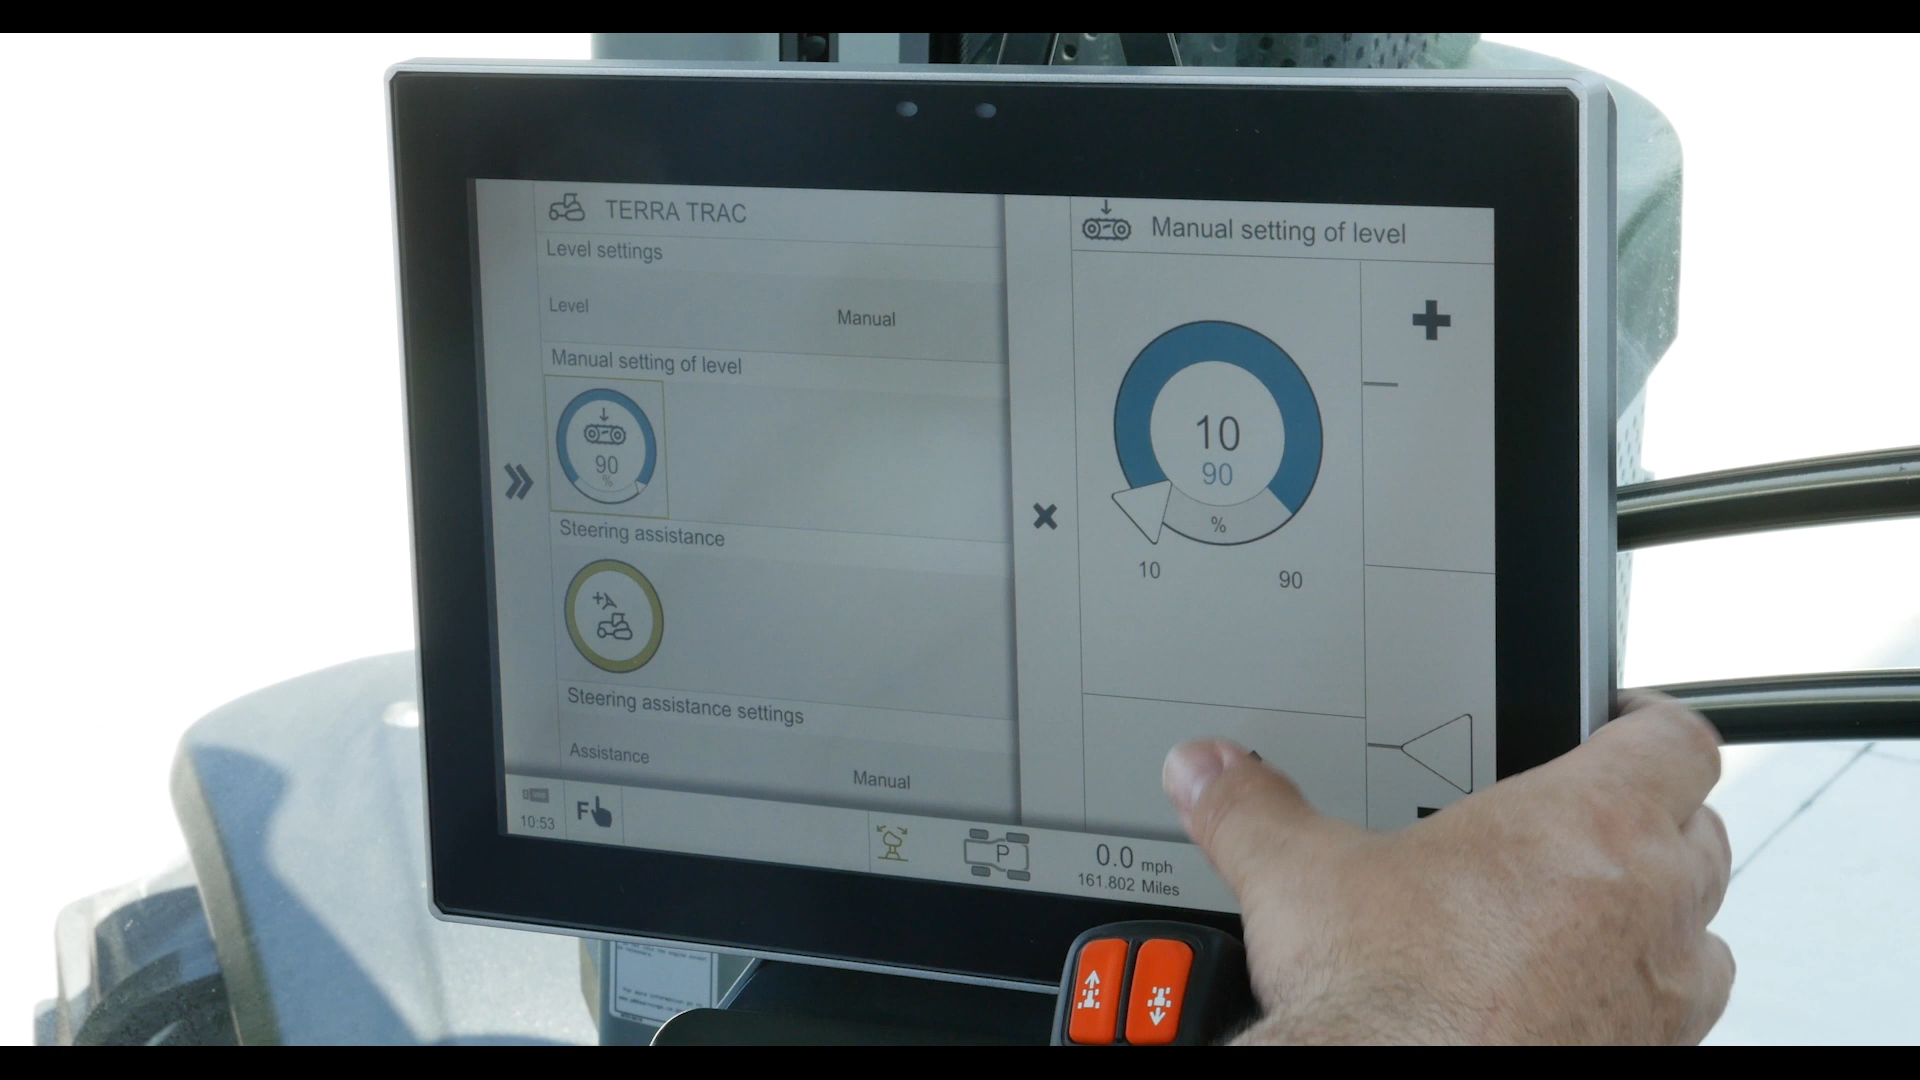 TERRA TRAC
Level settings
Level
Manual
Manual setting of level
90
%
Steering assistance
Steering assistance settings
Assistance
Manual
Manual setting of level
10
90
%
10
90
10:53
F
P
0.0 mph
161.802 Miles